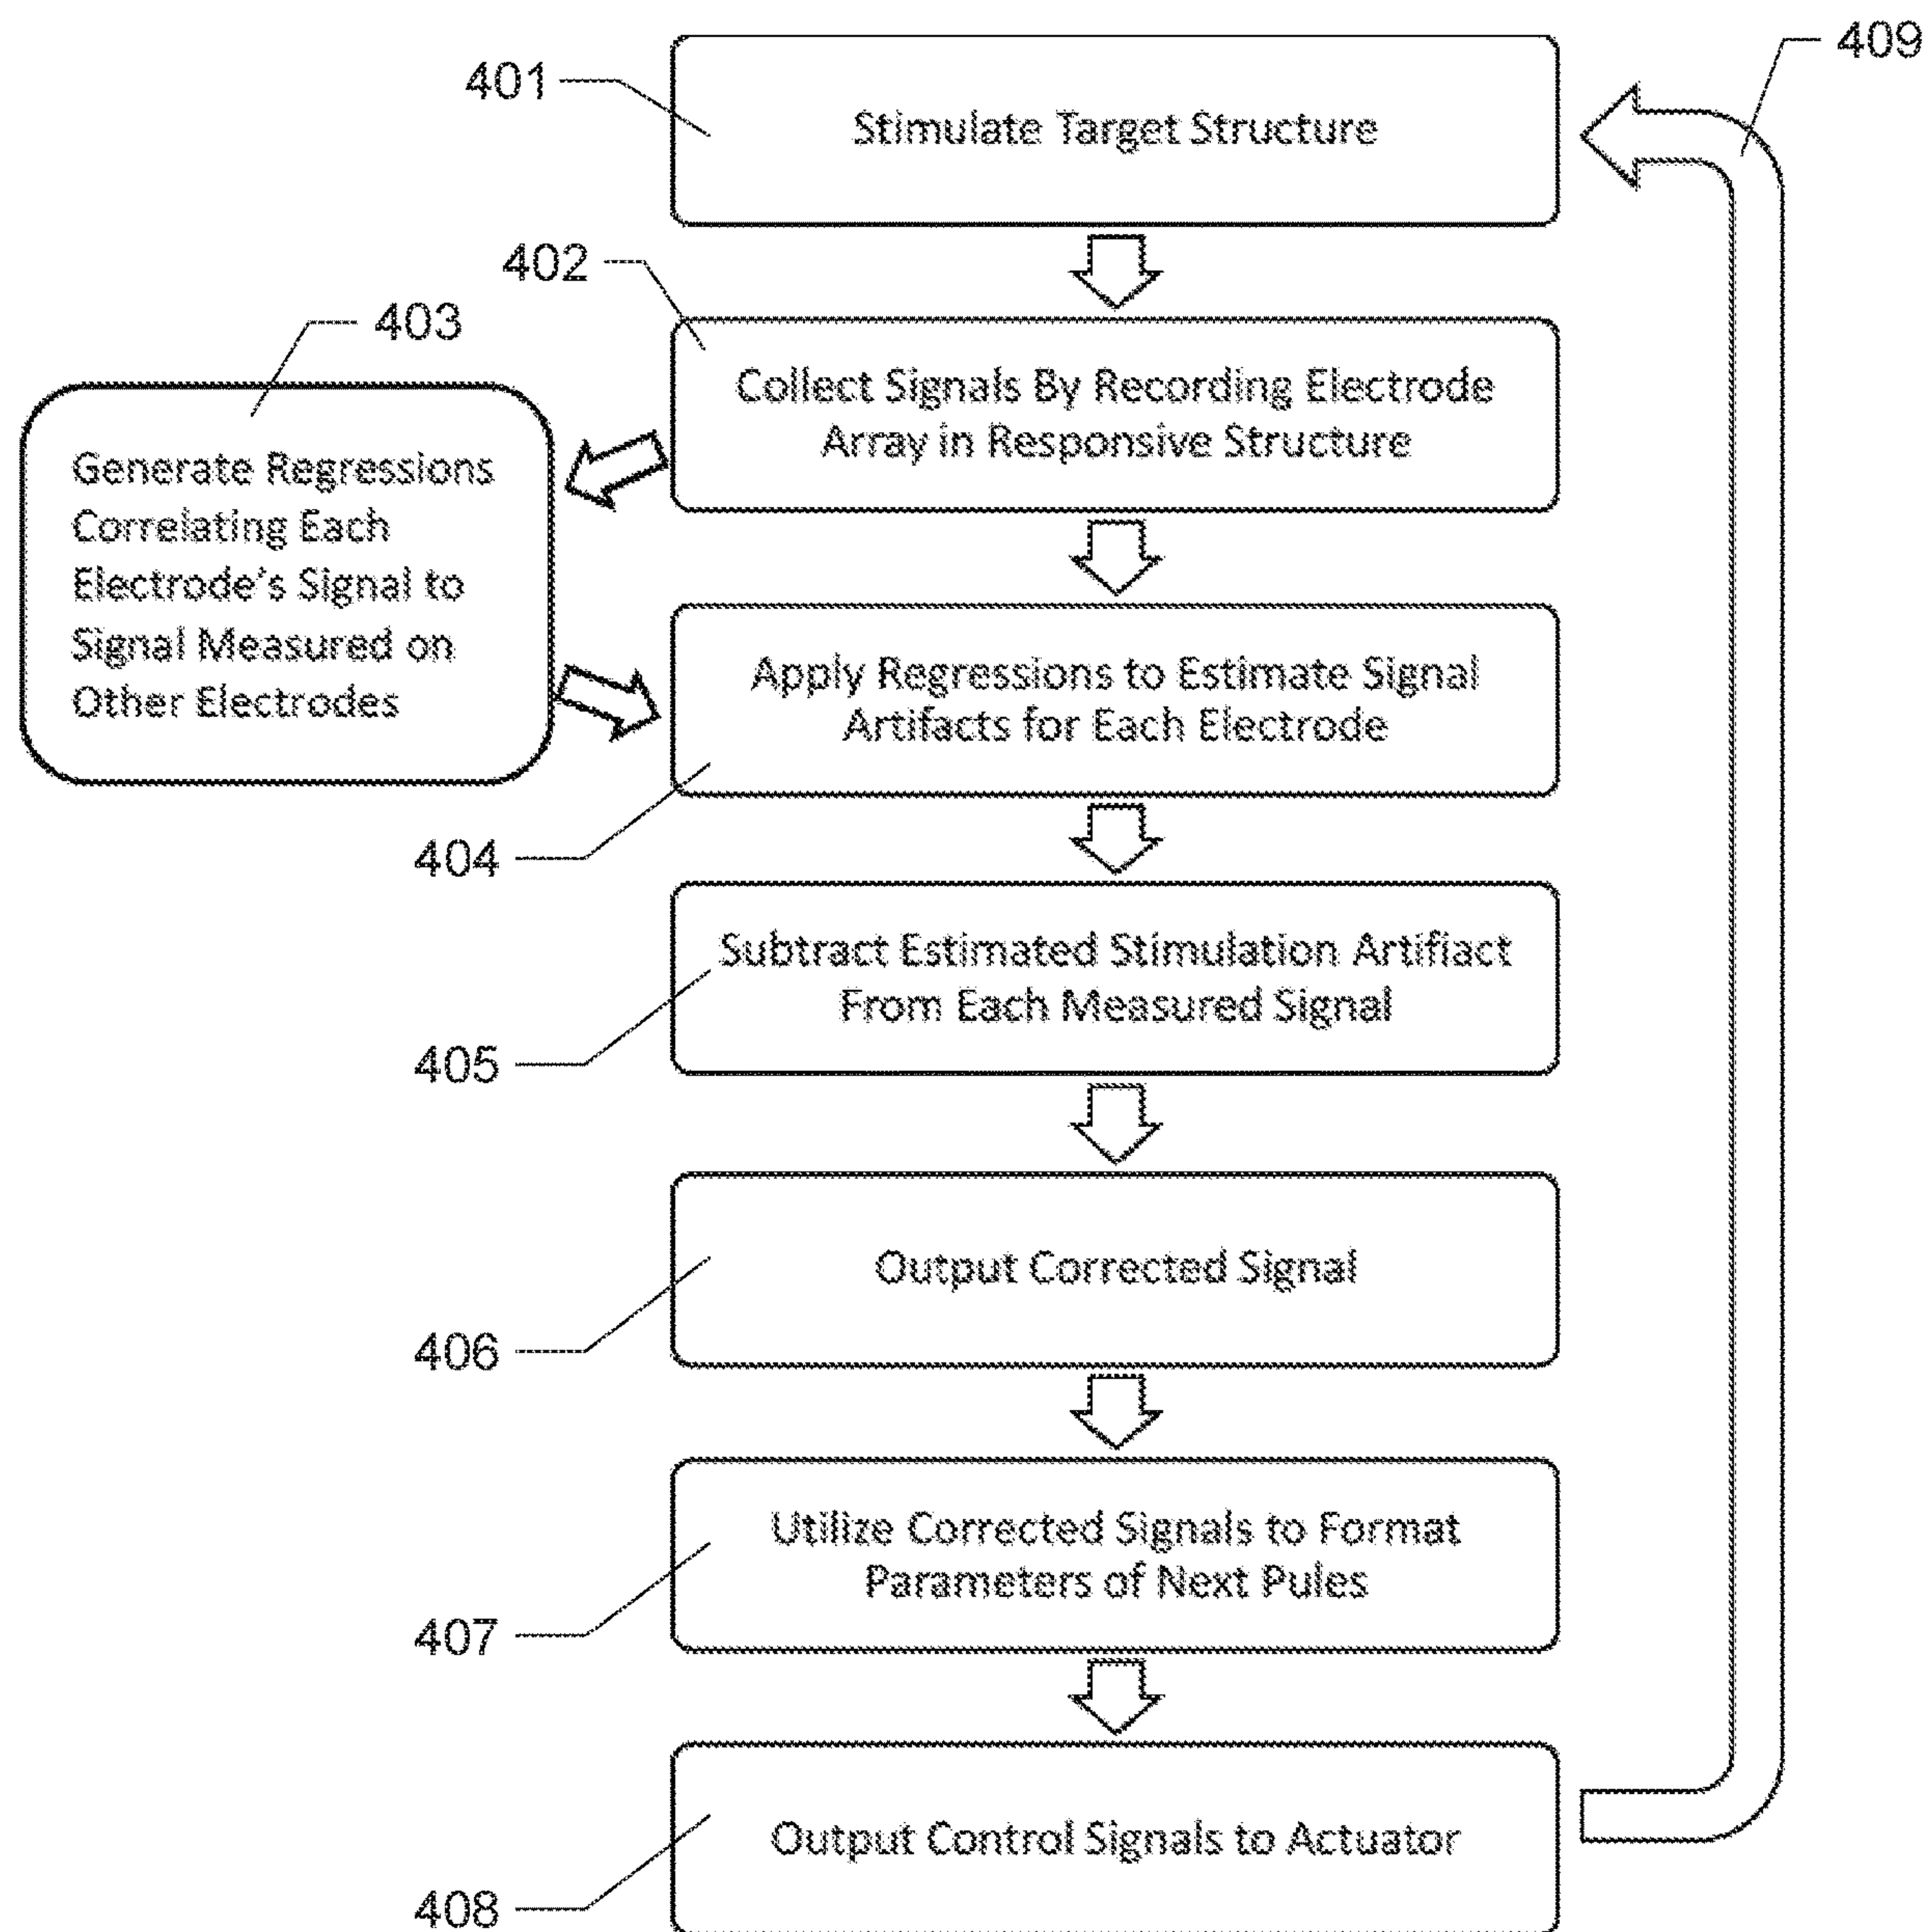 409
401
Stimulate Target Structure
402
403
Collect Signals By Recording Electrode
Array in Responsive Structure
Generate Regressions
Correlating Each
Electrode's Signal to
Signal Measured on
Other Electrodes
Apply Regressions to Estimate Signal
Artifacts for Each Electrode
404
Subtract Estimated Stimulation Artifiact
From Each Measured Signal
405
Output Corrected Signal
406
Utilize Corrected Signals to Format
Parameters of Next Pules
407
Output Control Signals to Actuator
408